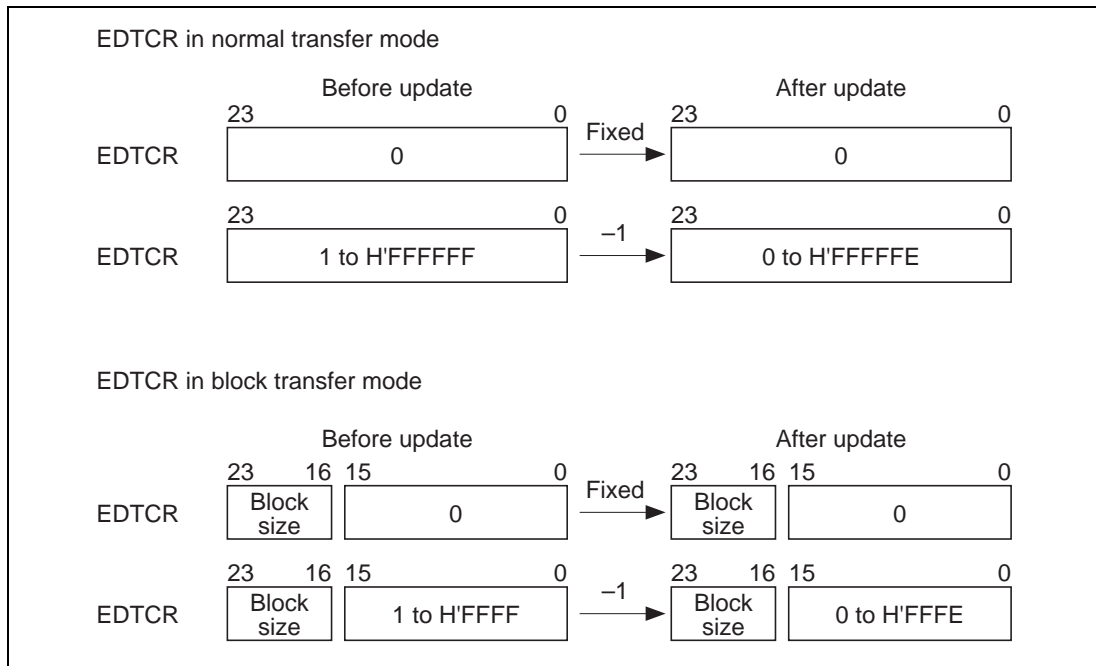 EDTCR in normal transfer mode
Before update After update
23 0 Fixed 23 0
EDTCR 0 0
23 0 –1 23 0
EDTCR 1 to H'FFFFFF 0 to H'FFFFFE
EDTCR in block transfer mode
Before update After update
23 16 15 0 Fixed 23 16 15 0
EDTCR Block size 0 Block size 0
23 16 15 0 –1 23 16 15 0
EDTCR Block size 1 to H'FFFF Block size 0 to H'FFFE